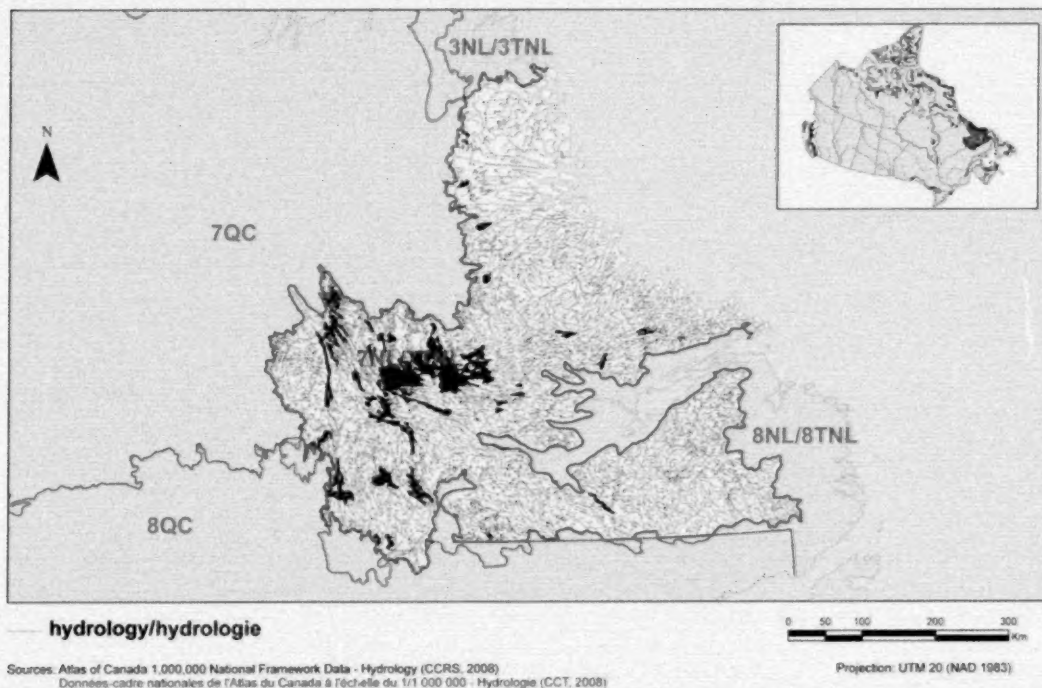 3NL/3TNL
N
7QC
8NL/8TNL
8QC
hydrology/hydrologie
0 50 100 200 300
Km
Sources: Atlas of Canada 1,000,000 National Framework Data - Hydrology (CCRS, 2008)
Données-cadre nationales de l'Atlas du Canada à l'échelle du 1/1 000 000 - Hydrologie (CCT, 2008)
Projection: UTM 20 (NAD 1983)